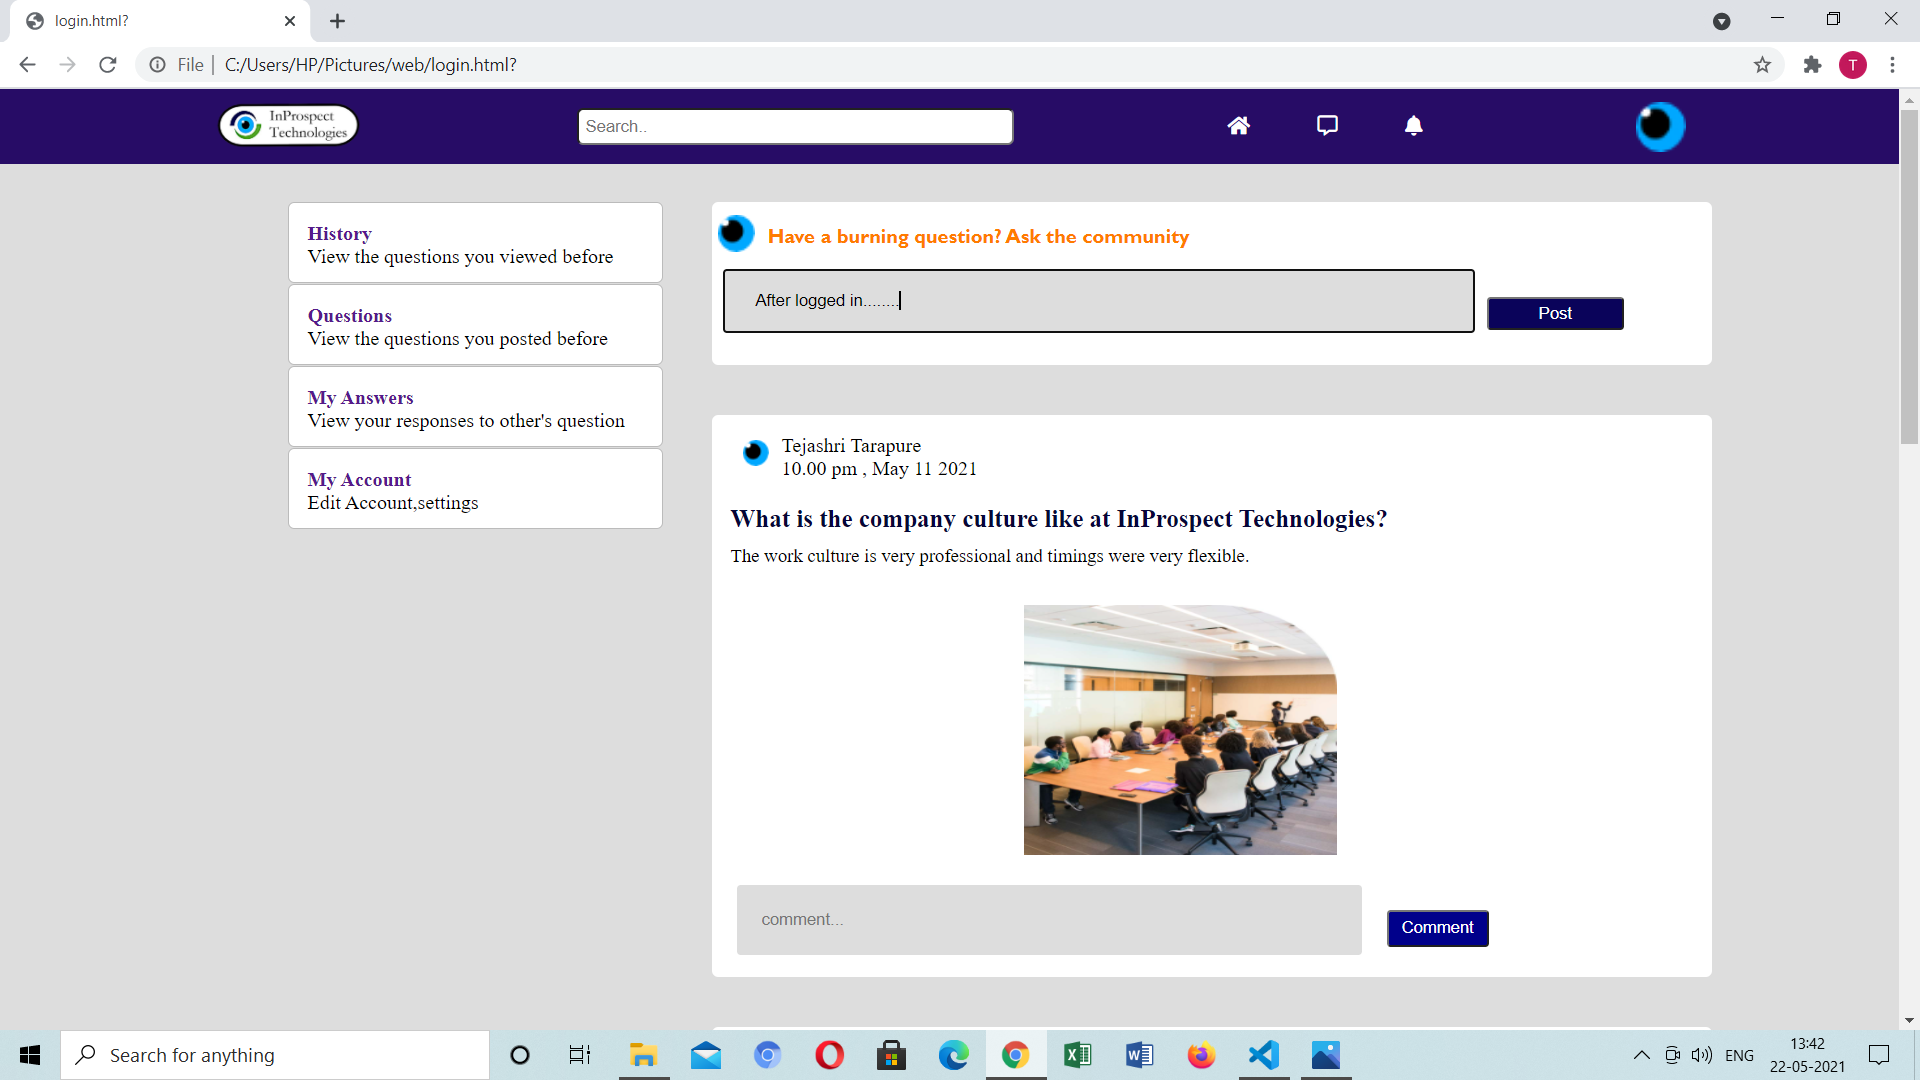 login.html?
File
C:/Users/HP/Pictures/web/login.html?
T
InProspect
Technologies
Search..
History
View the questions you viewed before
Questions
View the questions you posted before
My Answers
View your responses to other's question
My Account
Edit Account,settings
Have a burning question? Ask the community
After logged in........
Post
Tejashri Tarapure
10.00 pm , May 11 2021
What is the company culture like at InProspect Technologies?
The work culture is very professional and timings were very flexible.
comment...
Comment
Search for anything
ENG
13:42
22-05-2021